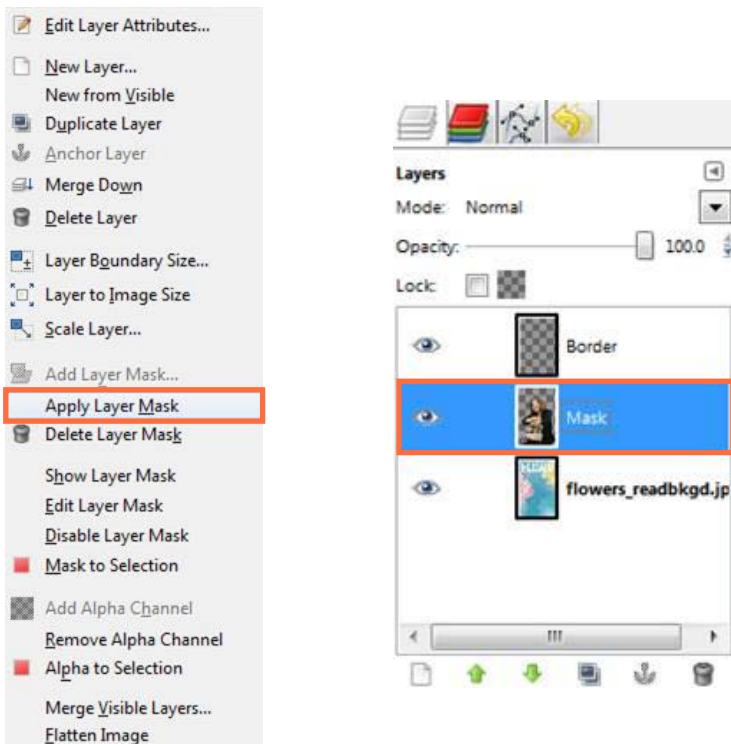 Edit Layer Attributes...
New Layer...
New from Visible
Duplicate Layer
Anchor Layer
Merge Down
Delete Layer
Layer Boundary Size...
Layer to Image Size
Scale Layer...
Add Layer Mask...
Apply Layer Mask
Delete Layer Mask
Show Layer Mask
Edit Layer Mask
Disable Layer Mask
Mask to Selection
Add Alpha Channel
Remove Alpha Channel
Alpha to Selection
Merge Visible Layers...
Flatten Image
Layers
Mode: Normal
Opacity: 100.0
Lock:
Border
Mask
flowers_readbkgd.jp